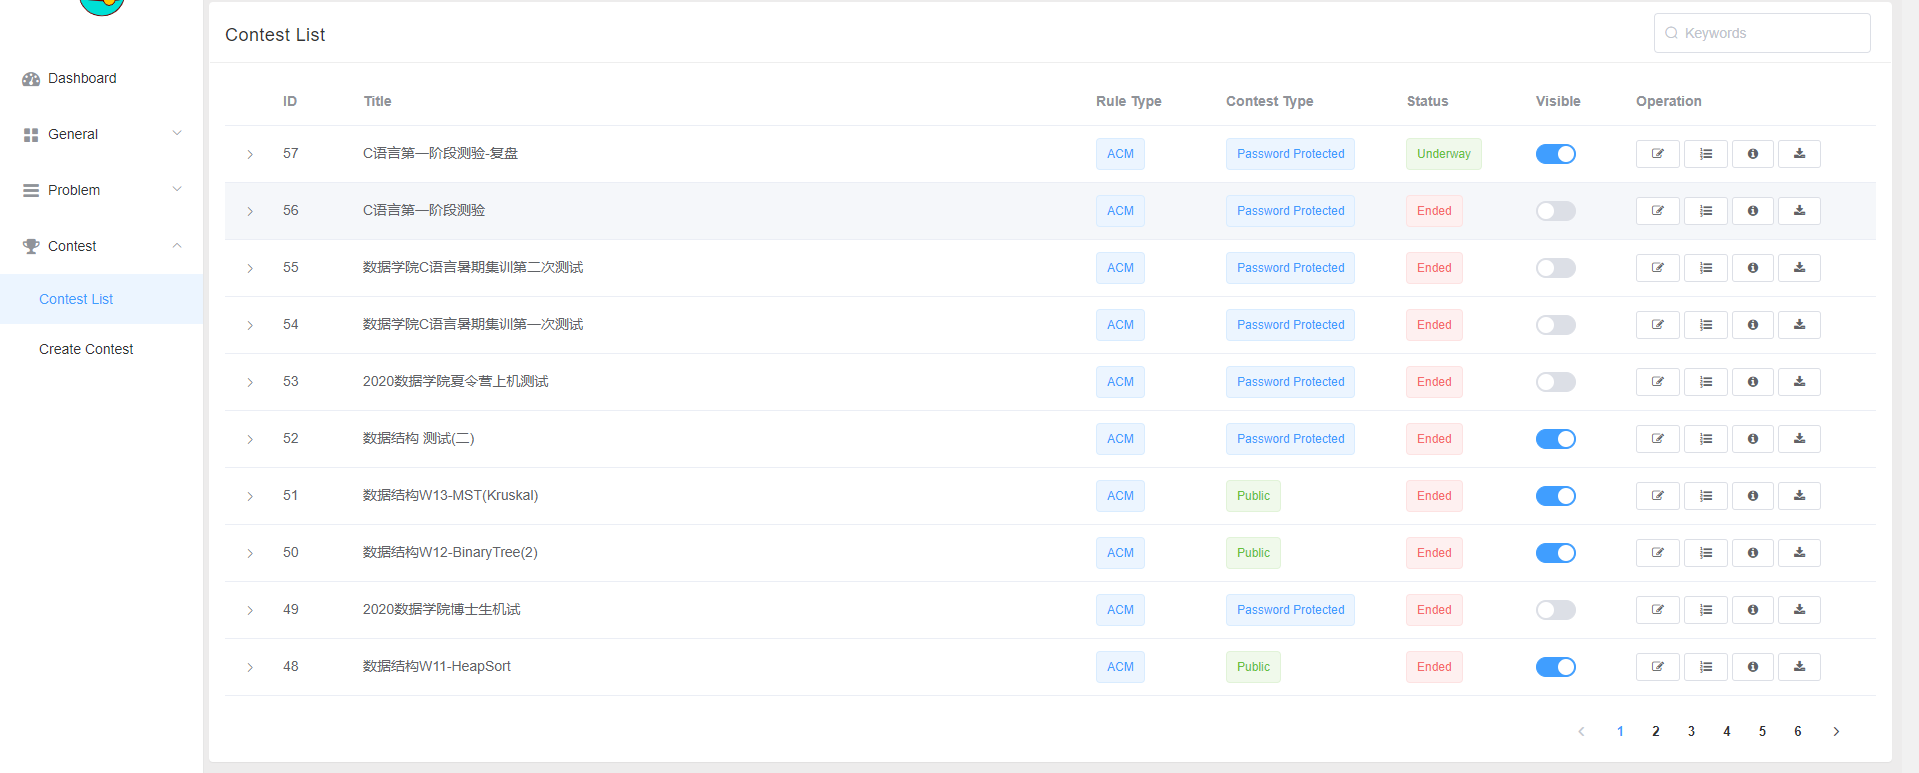 Contest List
Keywords
Dashboard
General
Problem
Contest
Contest List
Create Contest
ID Title Rule Type Contest Type Status Visible Operation
57 C语言第一阶段测验-复盘 ACM Password Protected Underway
56 C语言第一阶段测验 ACM Password Protected Ended
55 数据学院C语言暑期集训第二次测试 ACM Password Protected Ended
54 数据学院C语言暑期集训第一次测试 ACM Password Protected Ended
53 2020数据学院夏令营上机测试 ACM Password Protected Ended
52 数据结构 测试(二) ACM Password Protected Ended
51 数据结构W13-MST(Kruskal) ACM Public Ended
50 数据结构W12-BinaryTree(2) ACM Public Ended
49 2020数据学院博士生机试 ACM Password Protected Ended
48 数据结构W11-HeapSort ACM Public Ended
1 2 3 4 5 6